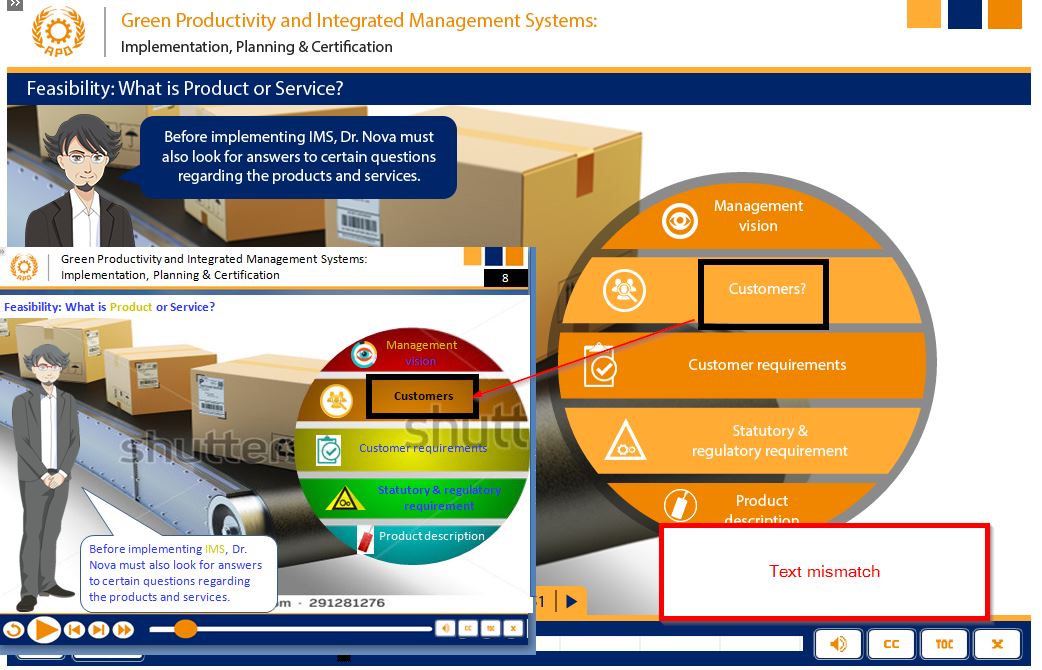 Green Productivity and Integrated Management Systems:
APO
Implementation, Planning & Certification
Feasibility: What is Product or Service?
Before implementing IMS, Dr. Nova must
also look for answers to certain questions
regarding the products and services.
Management
vision
Customers?
Customer requirements
Statutory &
regulatory requirement
Product
description
Text mismatch
Green Productivity and Integrated Management Systems:
Implementation, Planning & Certification
APO
8
Feasibility: What is Product or Service?
Management
vision
Customers
Customer requirements
Statutory & regulatory
requirement
Product description
Before implementing IMS, Dr.
Nova must also look for answers
to certain questions regarding
the products and services.
291281276
CC
TOC
X
CC
TOC
X